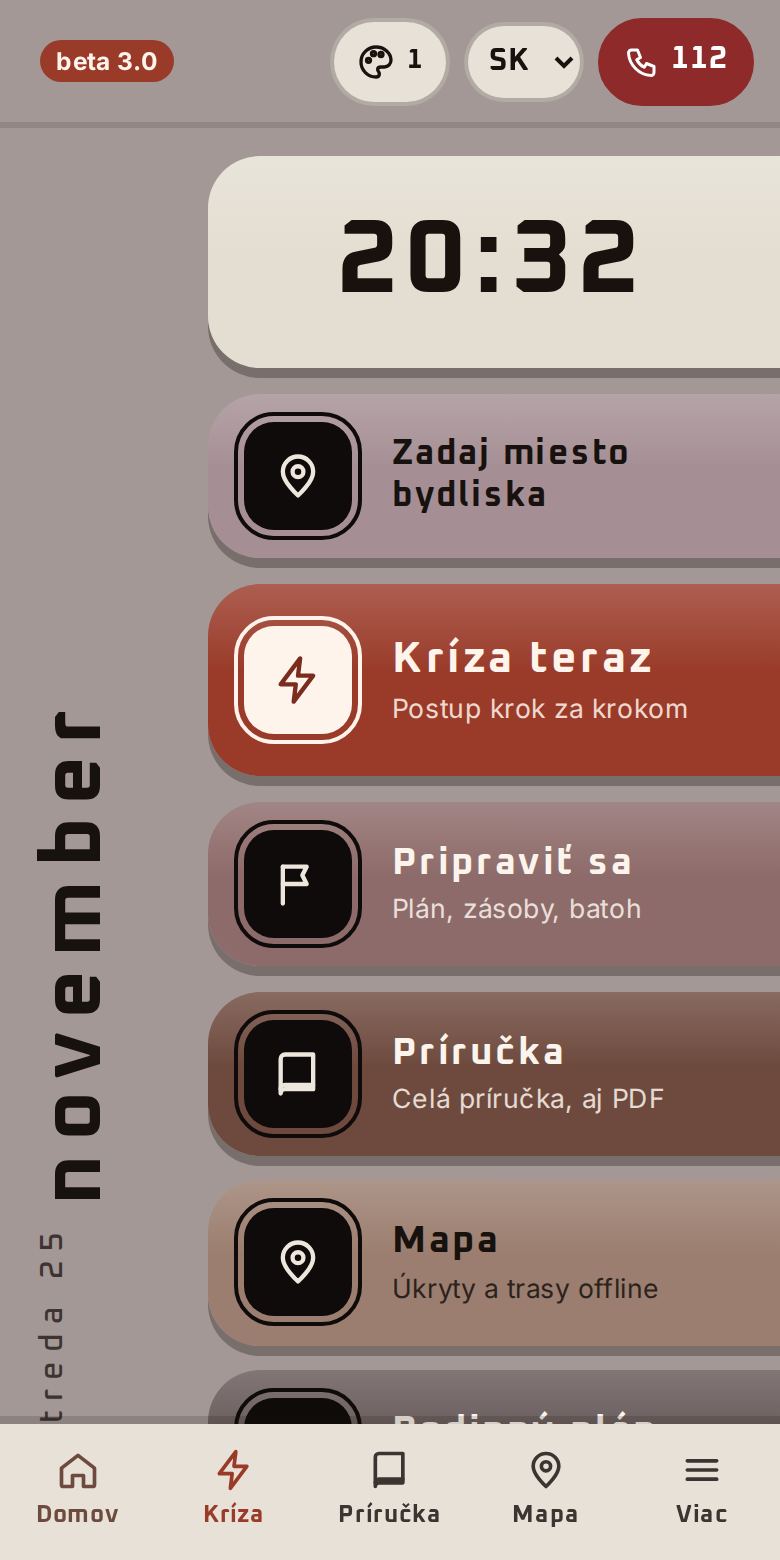 beta 3.0
1
SK
112
20:32
Zadaj miesto
bydliska
Kríza teraz
Postup krok za krokom
Pripraviť sa
Plán, zásoby, batoh
Príručka
Celá príručka, aj PDF
Mapa
Úkryty a trasy offline
november
treda 25
Domov
Kríza
Príručka
Mapa
Viac